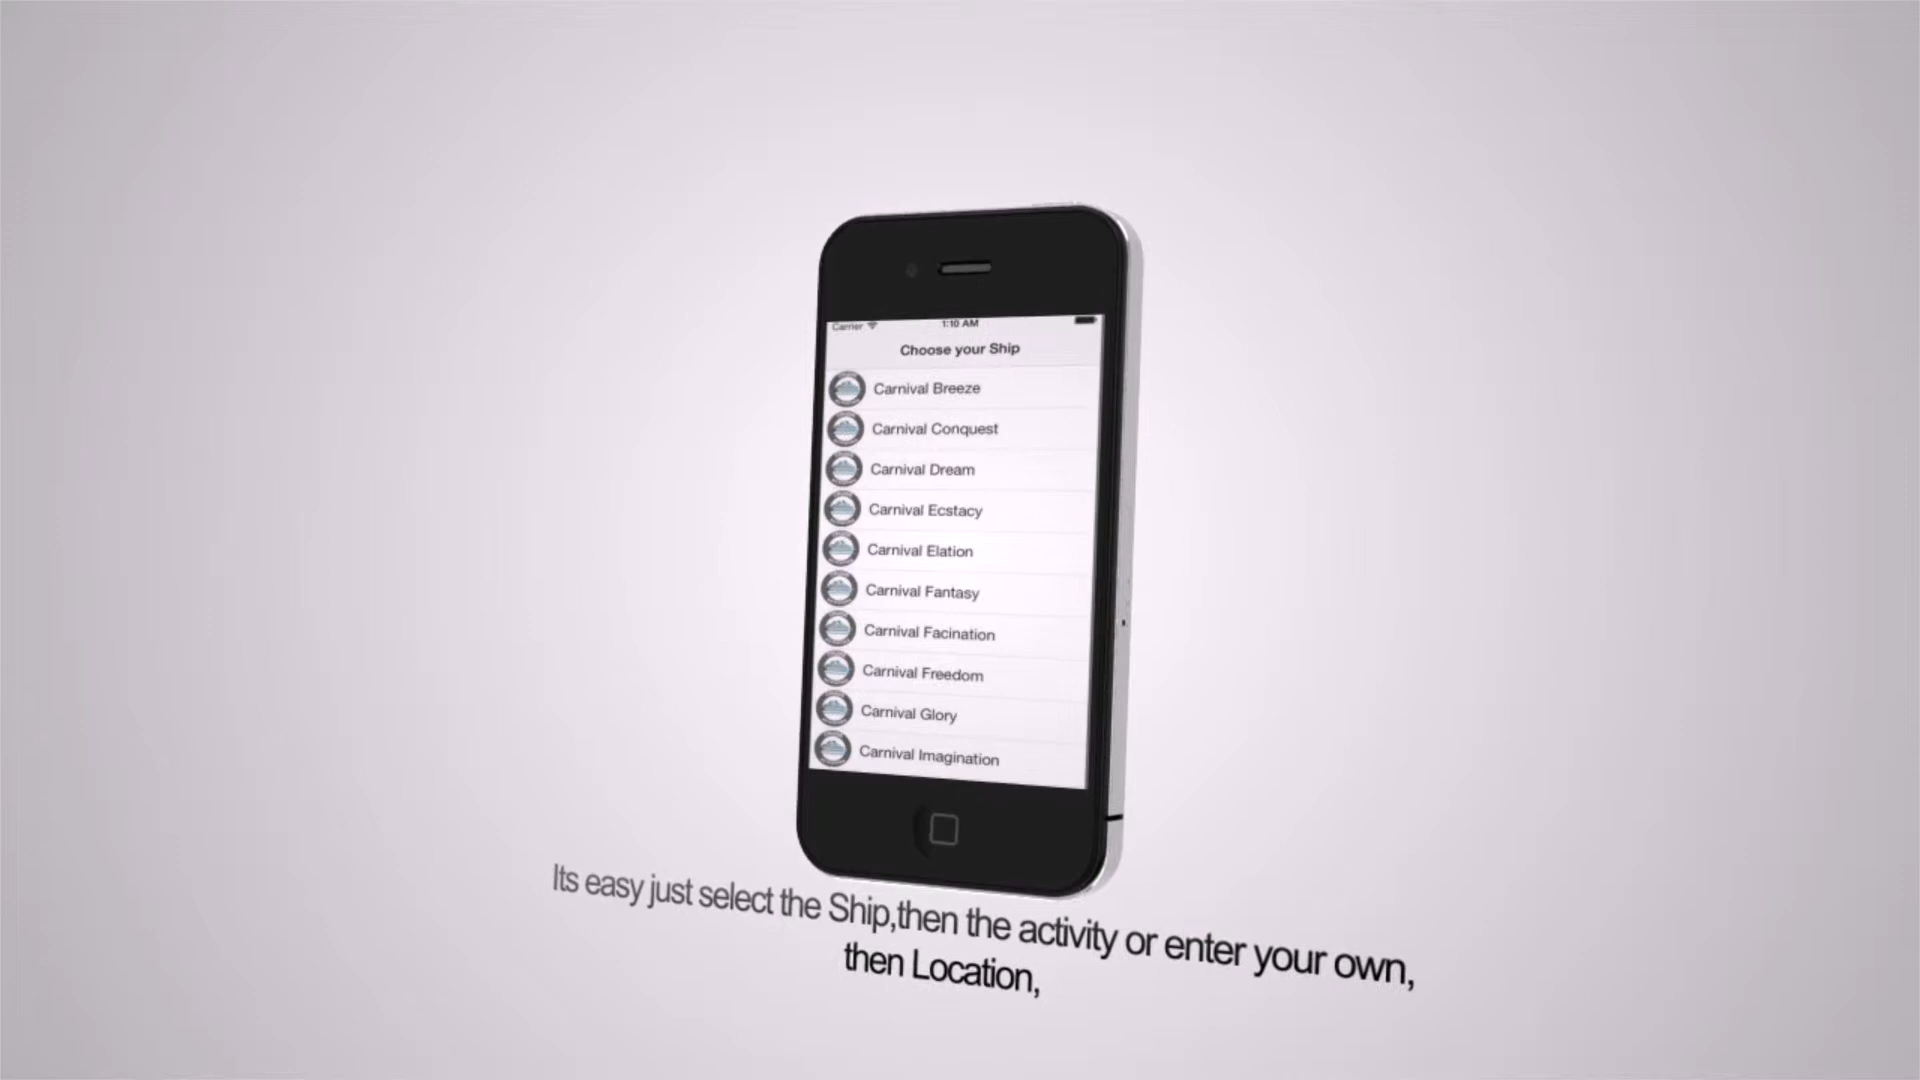 Carrier 1:10 AM
Choose your Ship
Carnival Breeze
Carnival Conquest
Carnival Dream
Carnival Ecstacy
Carnival Elation
Carnival Fantasy
Carnival Facination
Carnival Freedom
Carnival Glory
Carnival Imagination
Its easy just select the Ship,then the activity or enter your own,
then Location,